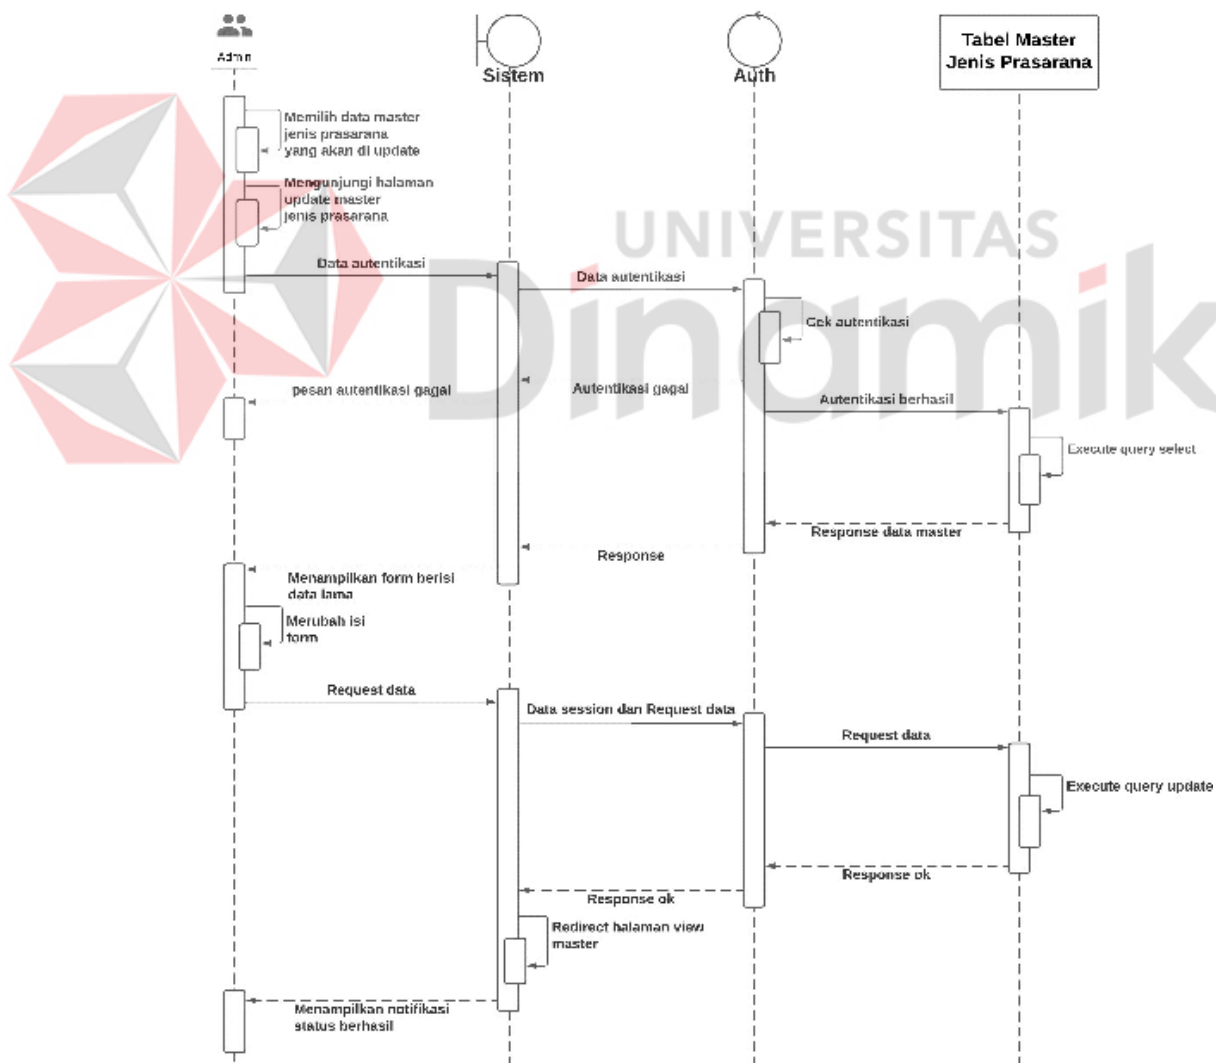 Admin
Sistem
Auth
Tabel Master
Jenis Prasarana
Memilih data master
jenis prasarana
yang akan di update
Mengunjungi halaman
update master
jenis prasarana
UNIVERSITAS
Dinamika
Data autentikasi
Data autentikasi
Cek autentikasi
pesan autentikasi gagal
Autentikasi gagal
Autentikasi berhasil
Execute query select
Response data master
Response
Menampilkan form berisi
data lama
Merubah isi
form
Request data
Data session dan Request data
Request data
Execute query update
Response ok
Response ok
Redirect halaman view
master
Menampilkan notifikasi
status berhasil